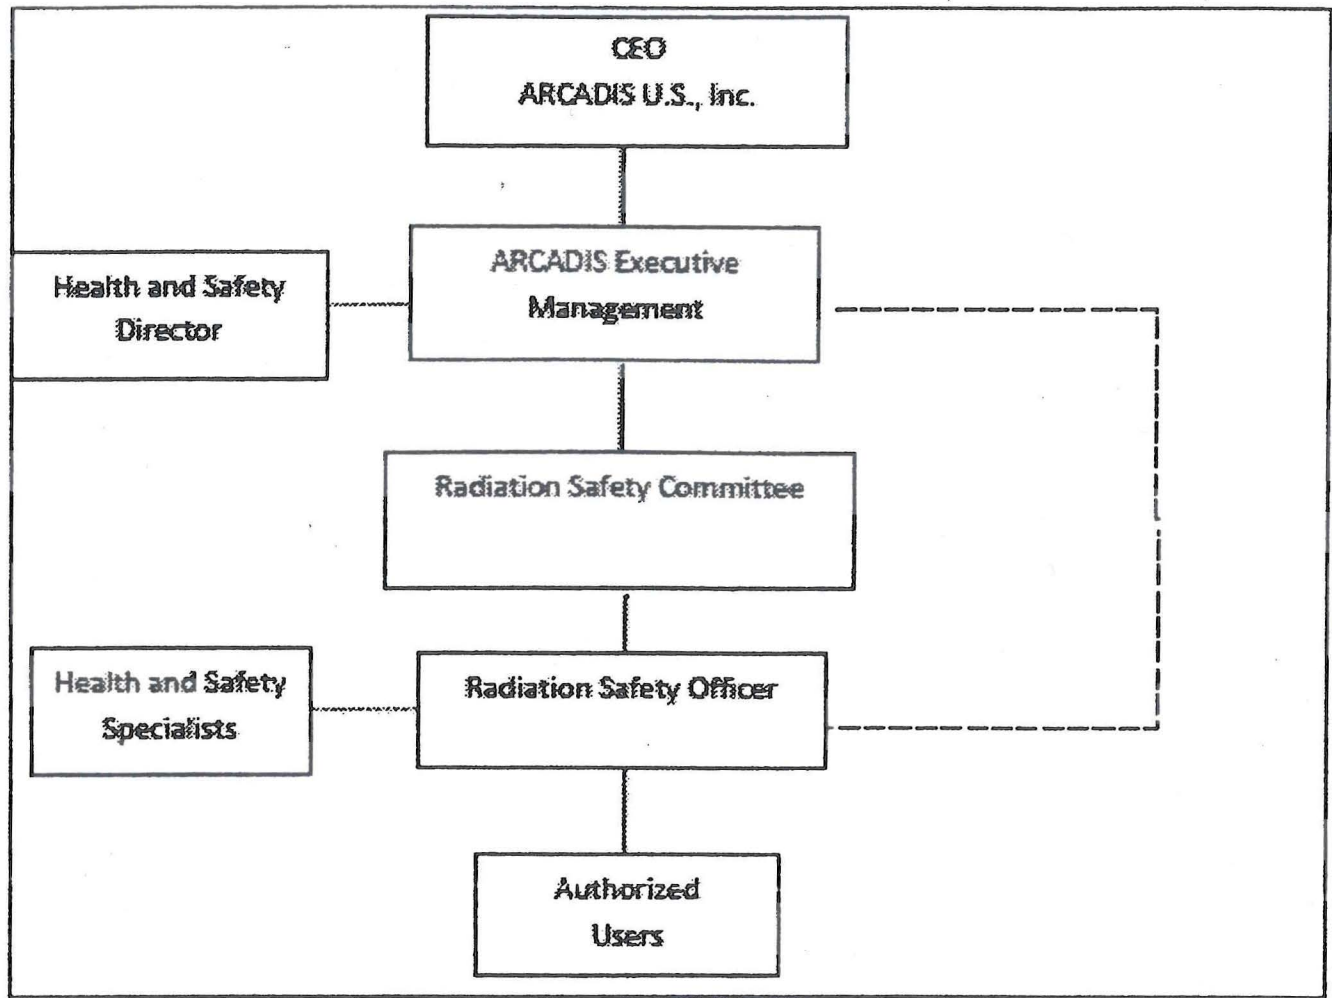 CEO
ARCADIS U.S., Inc.
ARCADIS Executive
Management
Health and Safety
Director
Radiation Safety Committee
Health and Safety
Specialists
Radiation Safety Officer
Authorized
Users